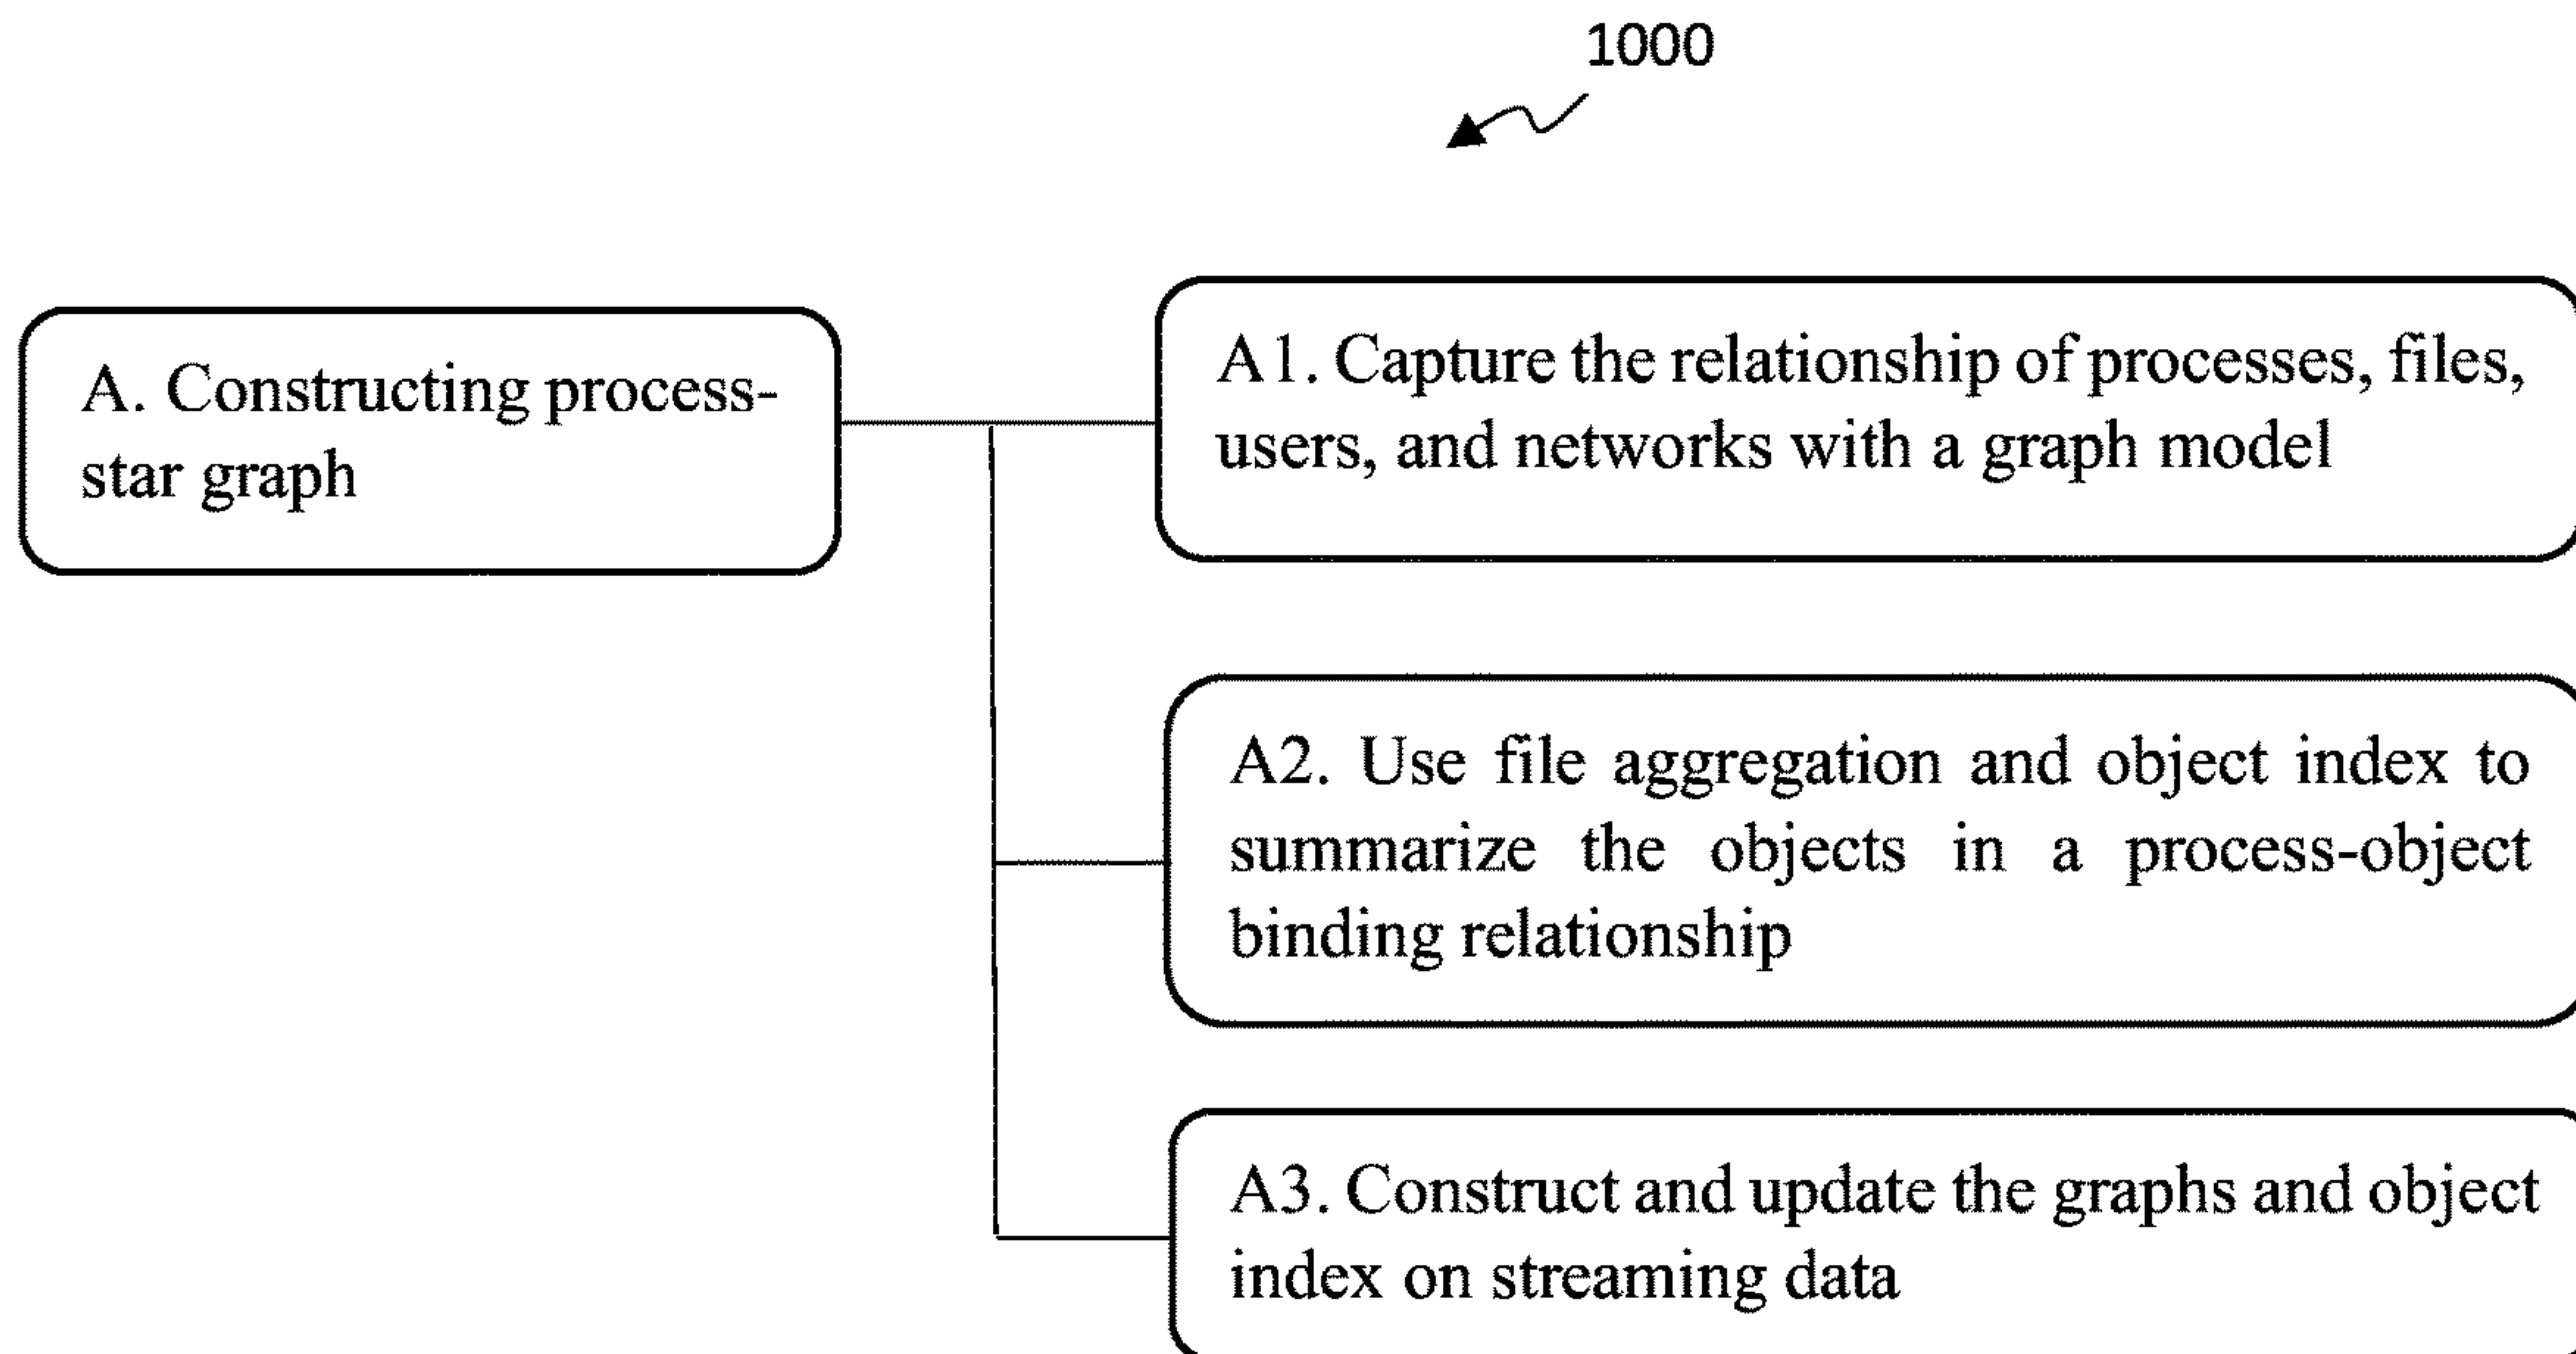 1000
A. Constructing process-
star graph
A1. Capture the relationship of processes, files,
users, and networks with a graph model
A2. Use file aggregation and object index to
summarize the objects in a process-object
binding relationship
A3. Construct and update the graphs and object
index on streaming data